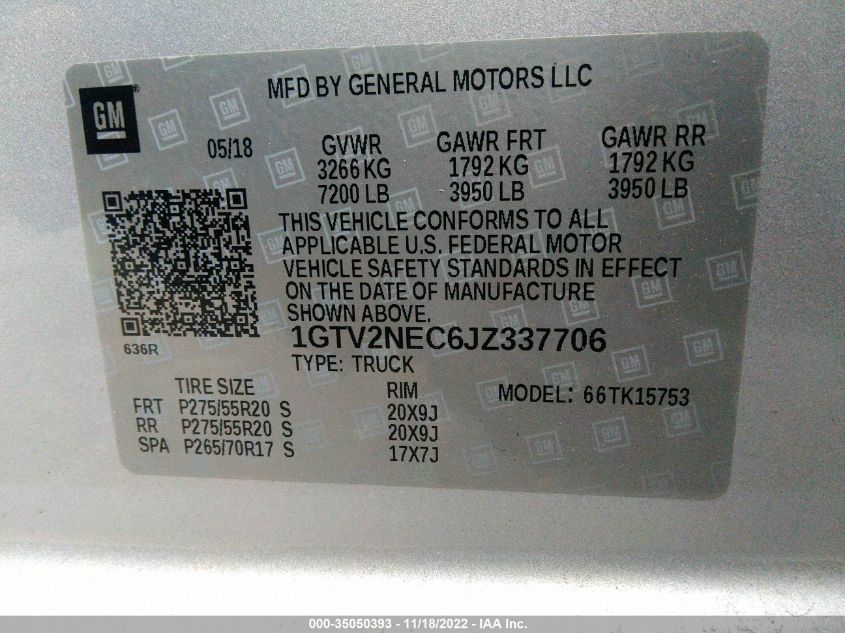 MFD BY GENERAL MOTORS LLC
GM
05/18
GVWR GAWR FRT GAWR RR
3266 KG 1792 KG 1792 KG
7200 LB 3950 LB 3950 LB
THIS VEHICLE CONFORMS TO ALL
APPLICABLE U.S. FEDERAL MOTOR
VEHICLE SAFETY STANDARDS IN EFFECT
ON THE DATE OF MANUFACTURE
SHOWN ABOVE.
1GTV2NEC6JZ337706
636R
TYPE: TRUCK
TIRE SIZE RIM MODEL: 66TK15753
FRT P275/55R20 S 20X9J
RR P275/55R20 S 20X9J
SPA P265/70R17 S 17X7J
000-35050393 - 11/18/2022 - IAA Inc.